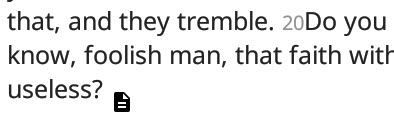 that, and they tremble. 20Do you
know, foolish man, that faith with
useless?